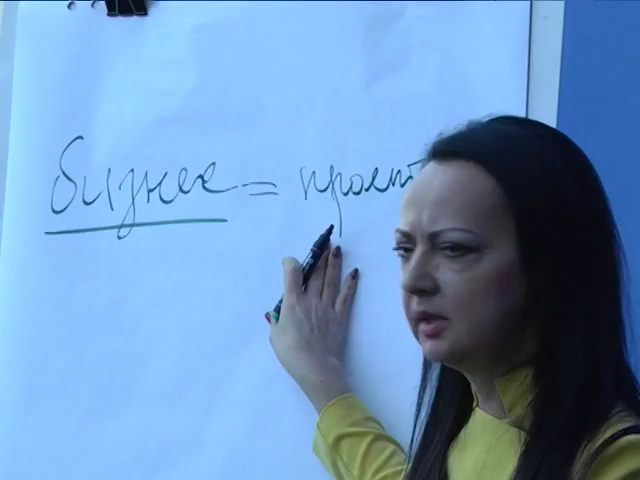 бизнес = проект